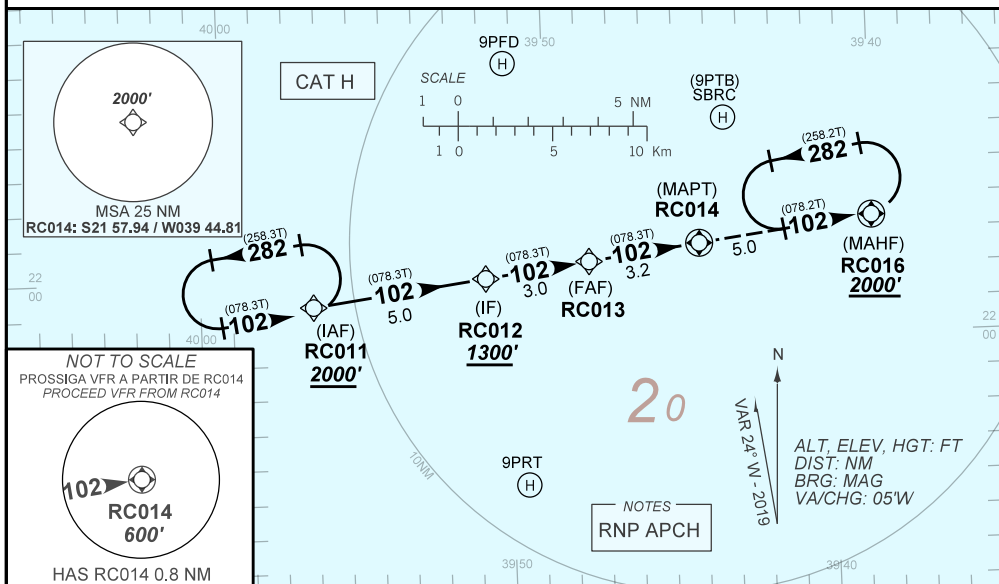 40 00
39 50
39 40
2000'
MSA 25 NM
RC014: S21 57.94 / W039 44.81
CAT H
9PFD
H
SCALE
1 0 5 NM
1 0 5 10 Km
(9PTB)
SBRC
H
(258.2T)
282
(078.2T)
102
(MAPT)
RC014
5.0
(MAHF)
RC016
2000'
(258.3T)
282
(078.3T)
102
(IAF)
RC011
2000'
(078.3T)
102
5.0
(IF)
RC012
1300'
(078.3T)
102
3.0
(FAF)
RC013
(078.3T)
102
3.2
22
00
22
00
40 00
NOT TO SCALE
PROSSIGA VFR A PARTIR DE RC014
PROCEED VFR FROM RC014
102
RC014
600'
HAS RC014 0.8 NM
10NM
20
9PRT
H
NOTES
RNP APCH
N
VAR 24° W - 2019
ALT, ELEV, HGT: FT
DIST: NM
BRG: MAG
VA/CHG: 05'W
39 50
39 40